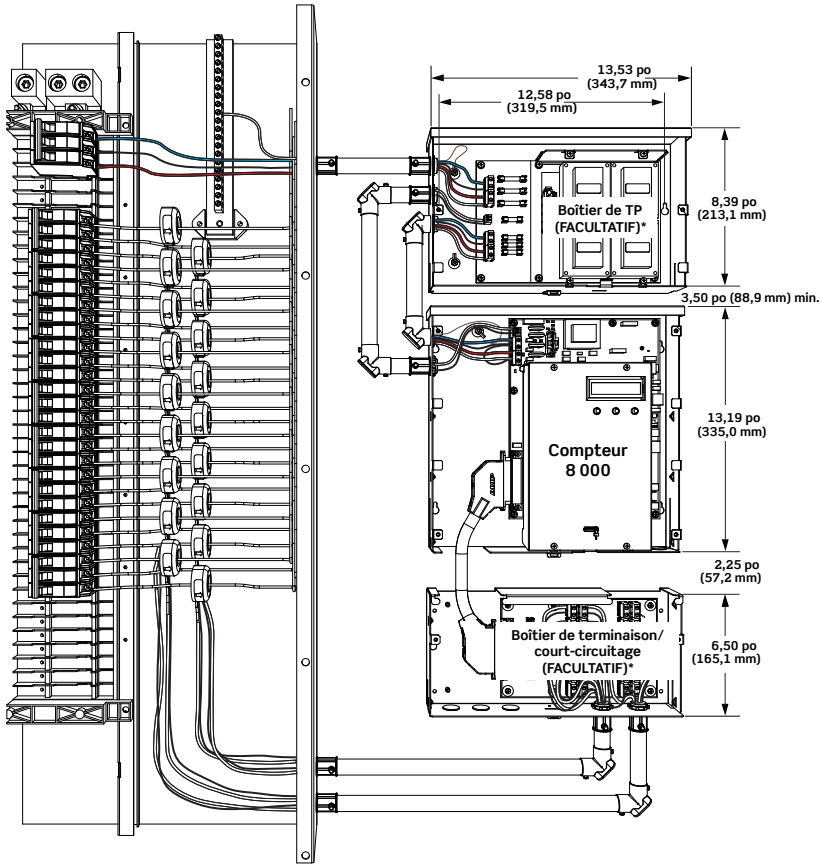 13,53 po
(343,7 mm)
12,58 po
(319,5 mm)
Boîtier de TP
(FACULTATIF)*
8,39 po
(213,1 mm)
3,50 po (88,9 mm) min.
Compteur
8 000
AMP
13,19 po
(335,0 mm)
2,25 po
(57,2 mm)
Boîtier de terminaison/
court-circuitage
(FACULTATIF)*
6,50 po
(165,1 mm)